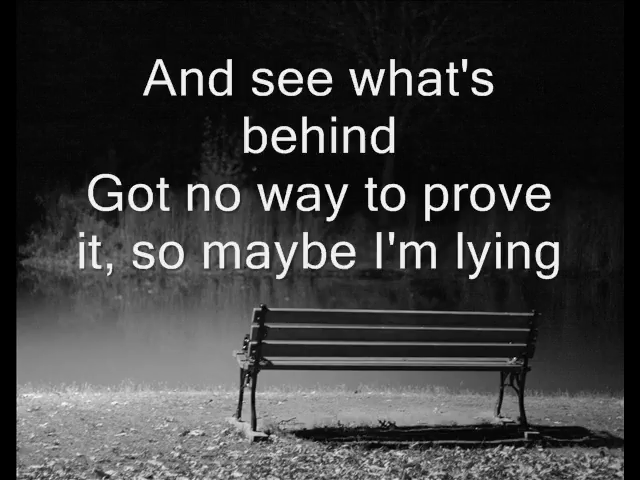 And see what's
behind
Got no way to prove
it, so maybe I'm lying